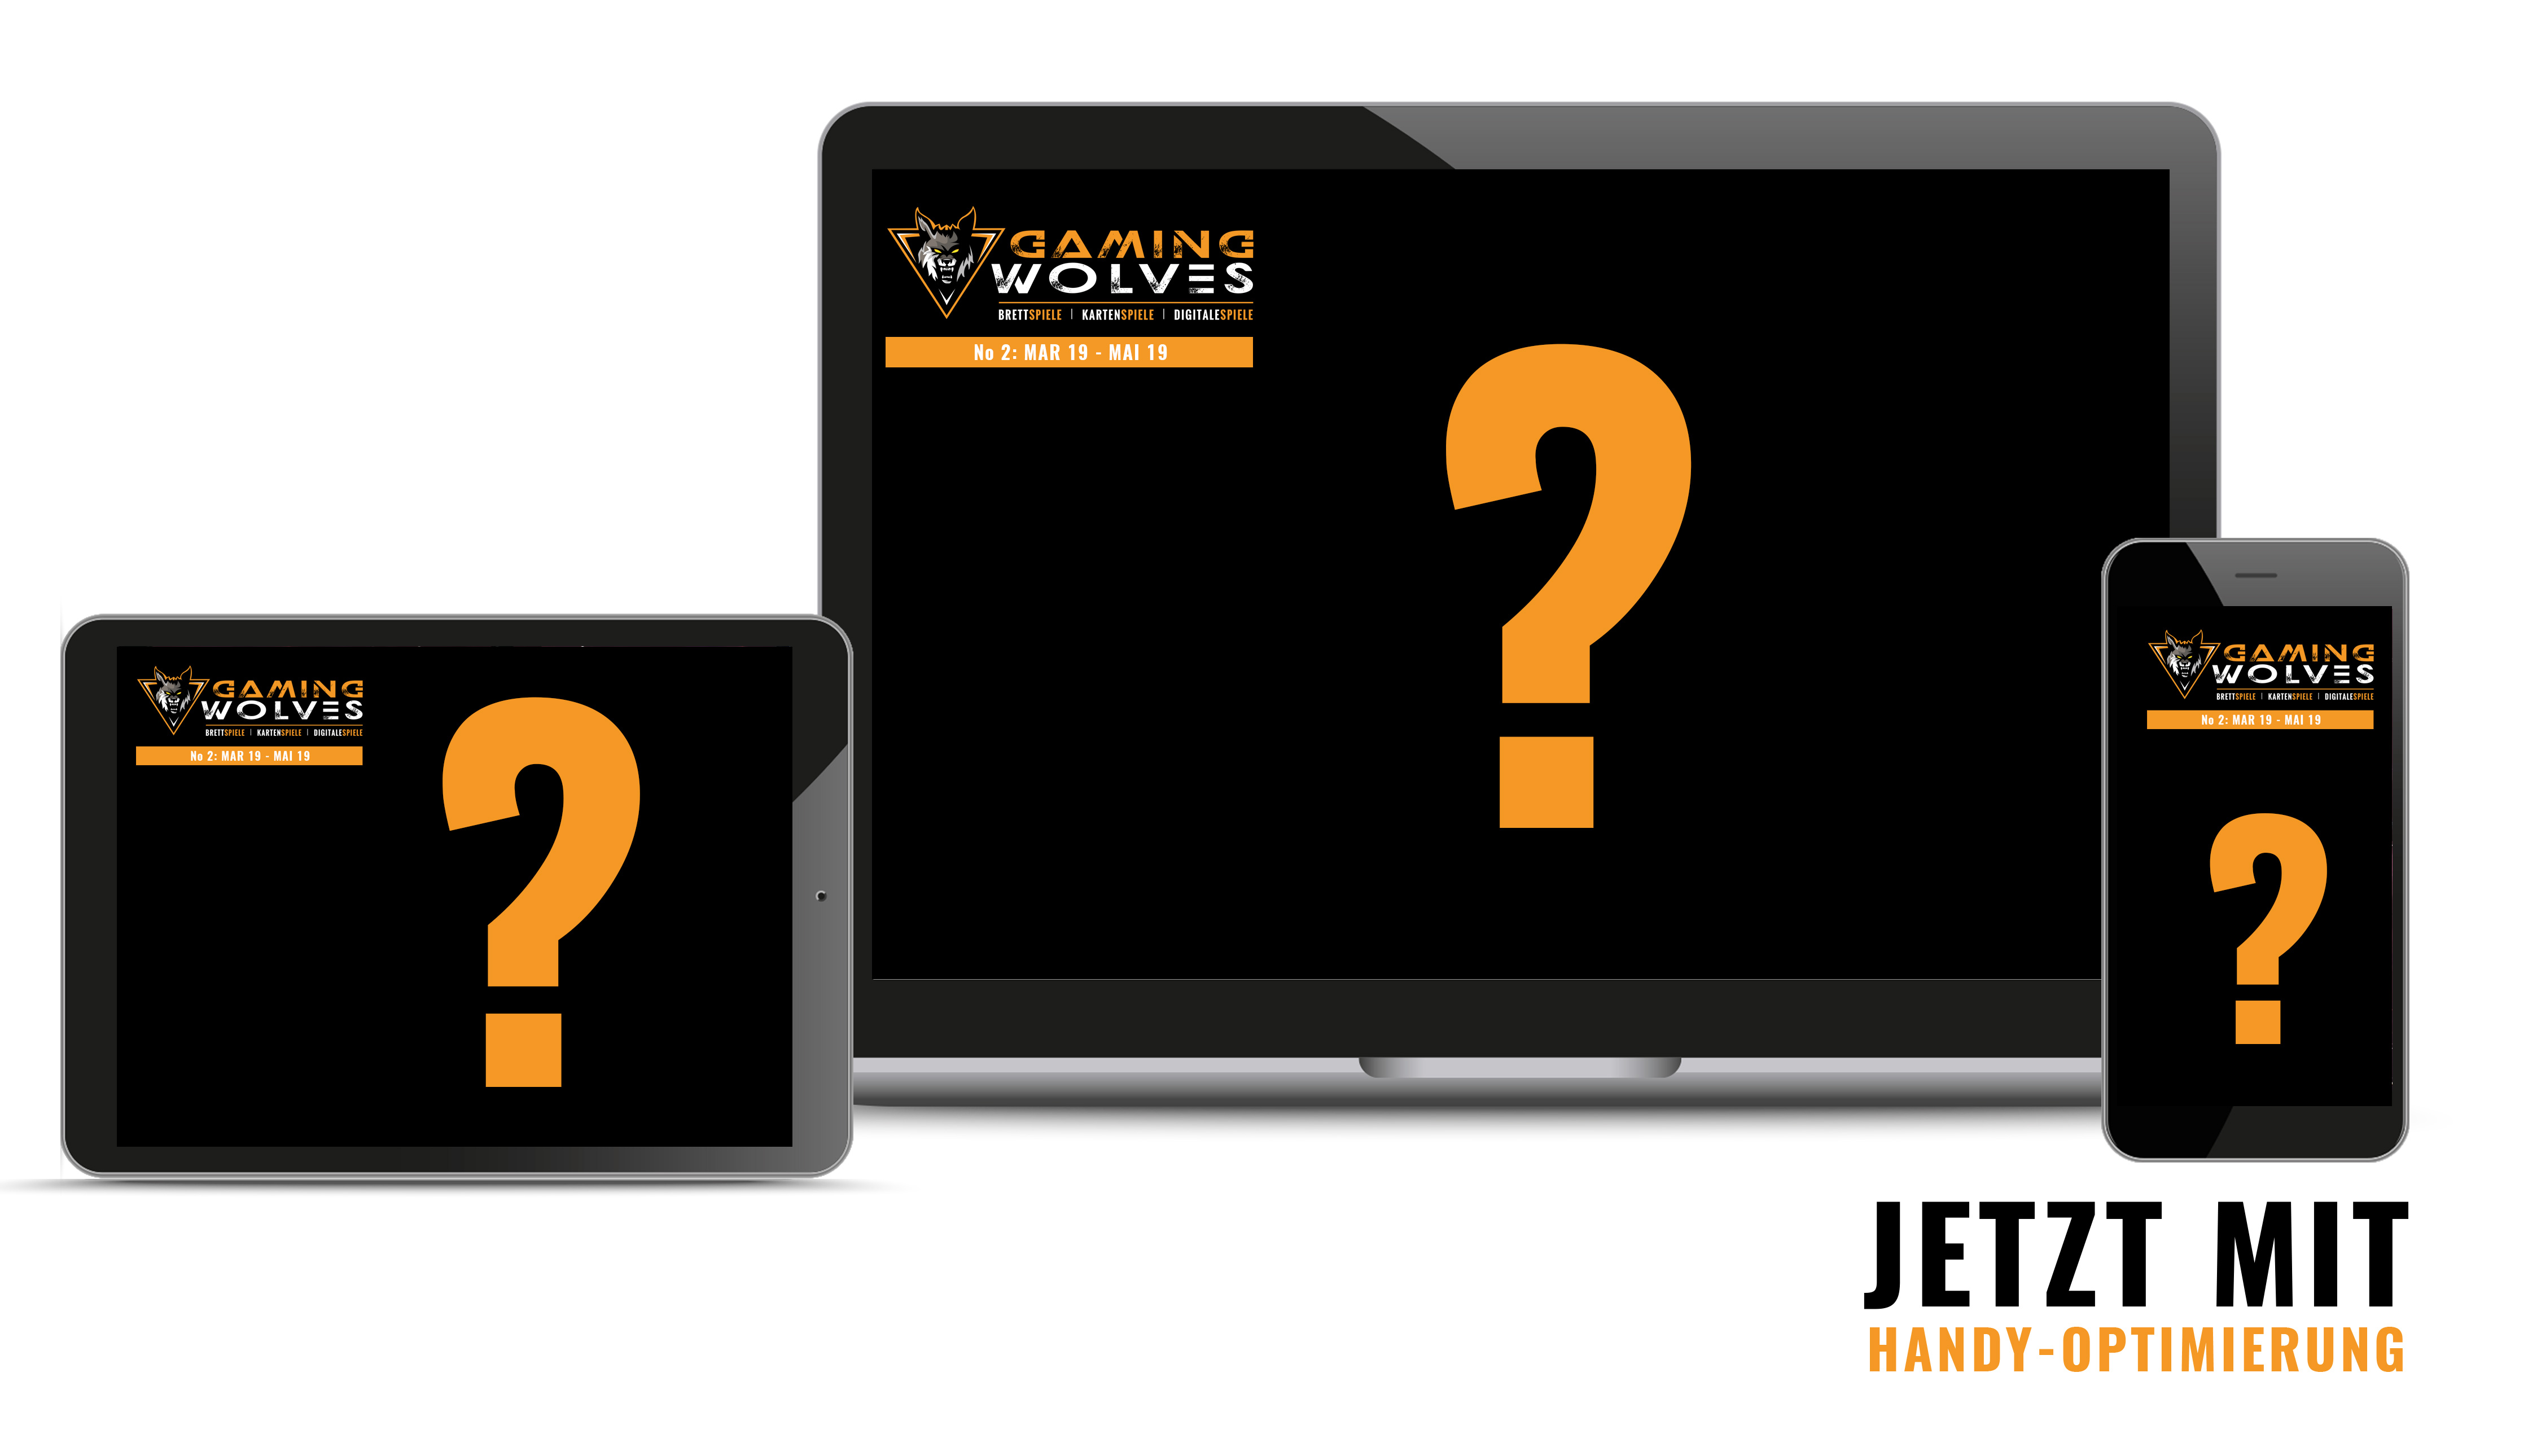 GAMING
WOLVES
BRETTSPIELE | KARTENSPIELE | DIGITALESPIELE
No 2: MAR 19 - MAI 19
?
GAMING
WOLVES
BRETTSPIELE | KARTENSPIELE | DIGITALESPIELE
No 2: MAR 19 - MAI 19
?
GAMING
WOLVES
BRETTSPIELE | KARTENSPIELE | DIGITALESPIELE
No 2: MAR 19 - MAI 19
?
JETZT MIT
HANDY-OPTIMIERUNG